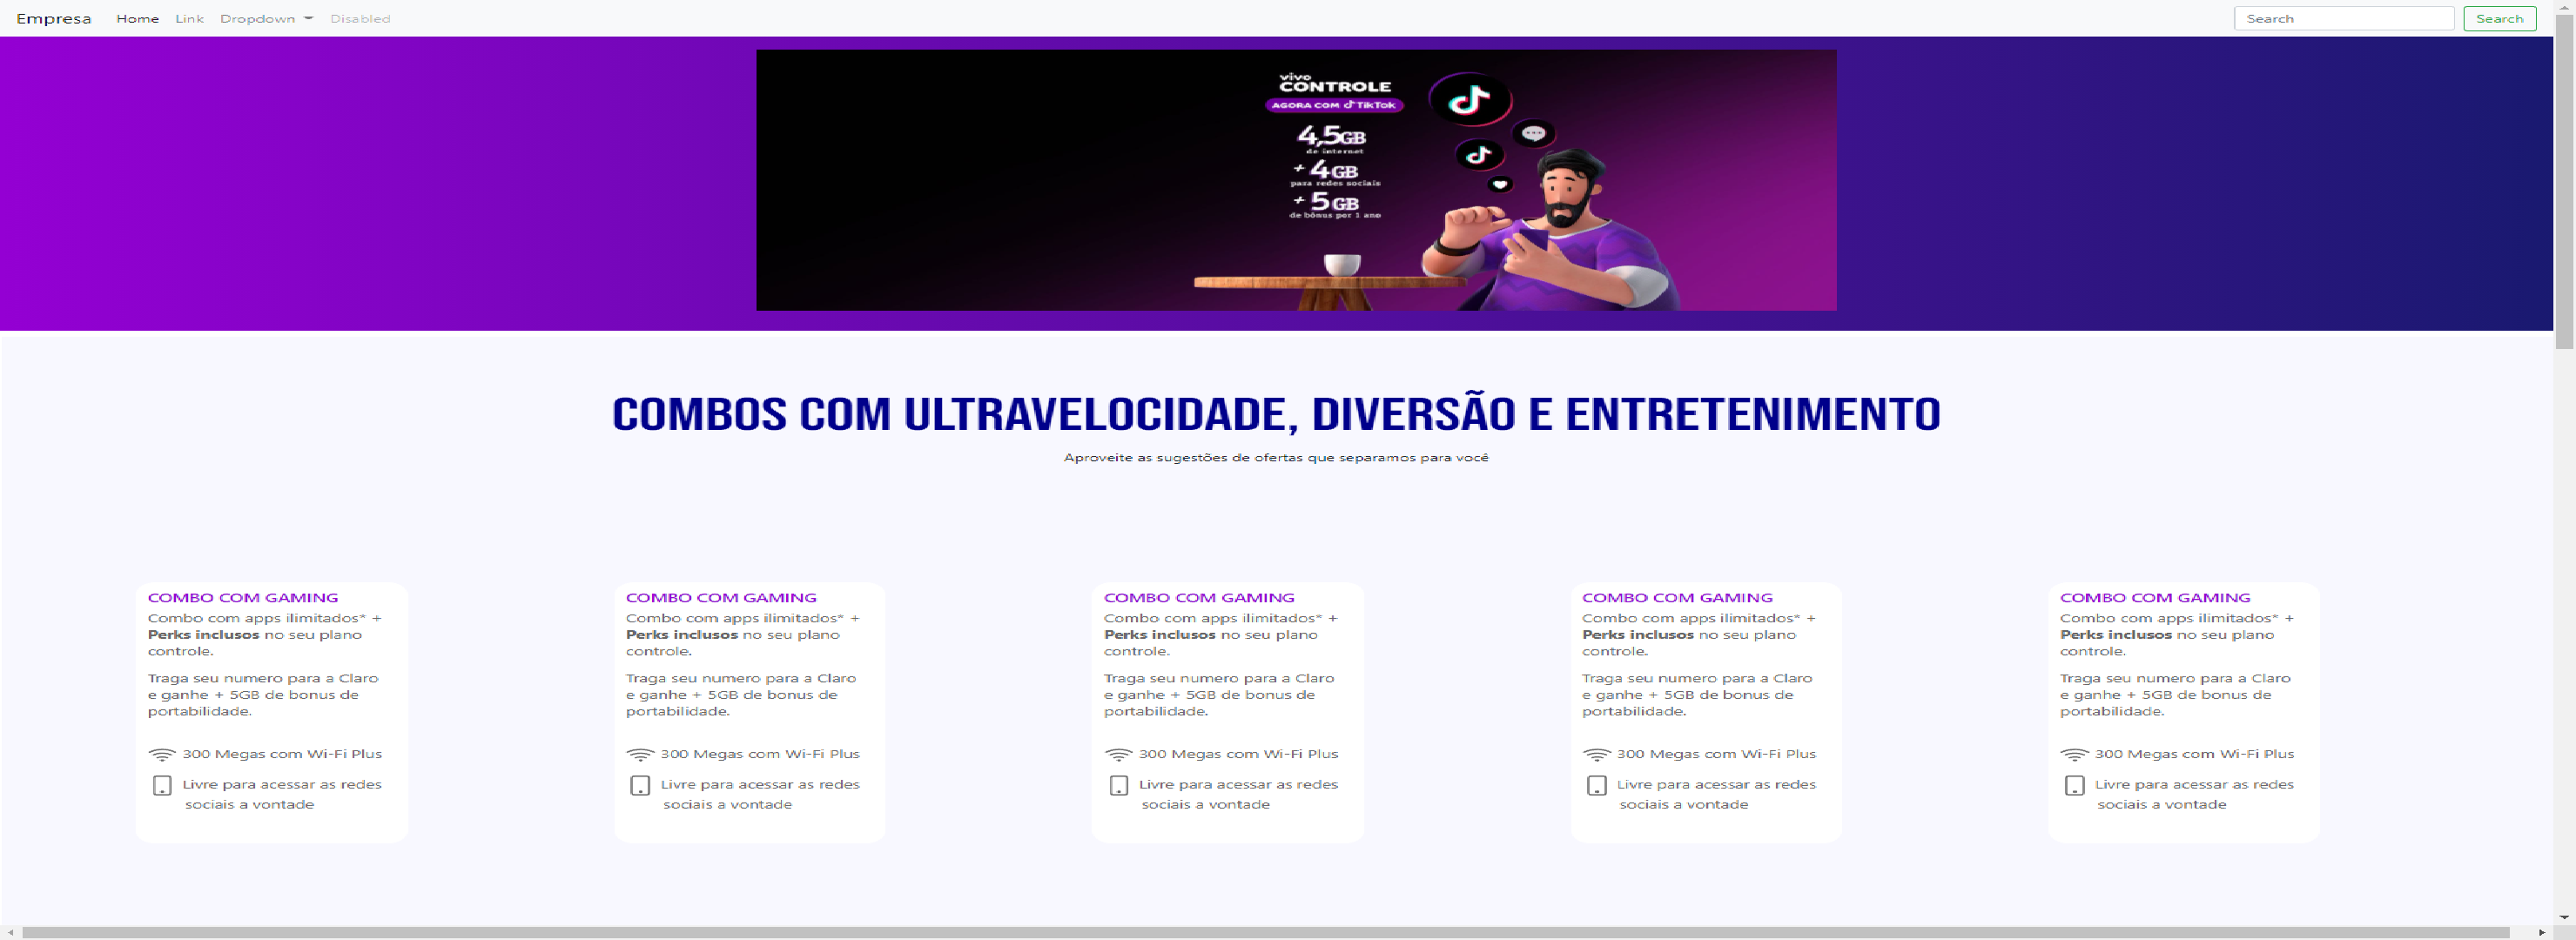 Empresa Home Link Dropdown Disabled Search Search
vivo
CONTROLE
AGORA COM TikTok
4,5GB
de internet
+ 4GB
para redes sociais
+ 5GB
de bônus por 1 ano
COMBOS COM ULTRAVELOCIDADE, DIVERSÃO E ENTRETENIMENTO
Aproveite as sugestões de ofertas que separamos para você
COMBO COM GAMING
Combo com apps ilimitados* +
Perks inclusos no seu plano
controle.
Traga seu numero para a Claro
e ganhe + 5GB de bonus de
portabilidade.
300 Megas com Wi-Fi Plus
Livre para acessar as redes
sociais a vontade
COMBO COM GAMING
Combo com apps ilimitados* +
Perks inclusos no seu plano
controle.
Traga seu numero para a Claro
e ganhe + 5GB de bonus de
portabilidade.
300 Megas com Wi-Fi Plus
Livre para acessar as redes
sociais a vontade
COMBO COM GAMING
Combo com apps ilimitados* +
Perks inclusos no seu plano
controle.
Traga seu numero para a Claro
e ganhe + 5GB de bonus de
portabilidade.
300 Megas com Wi-Fi Plus
Livre para acessar as redes
sociais a vontade
COMBO COM GAMING
Combo com apps ilimitados* +
Perks inclusos no seu plano
controle.
Traga seu numero para a Claro
e ganhe + 5GB de bonus de
portabilidade.
300 Megas com Wi-Fi Plus
Livre para acessar as redes
sociais a vontade
COMBO COM GAMING
Combo com apps ilimitados* +
Perks inclusos no seu plano
controle.
Traga seu numero para a Claro
e ganhe + 5GB de bonus de
portabilidade.
300 Megas com Wi-Fi Plus
Livre para acessar as redes
sociais a vontade